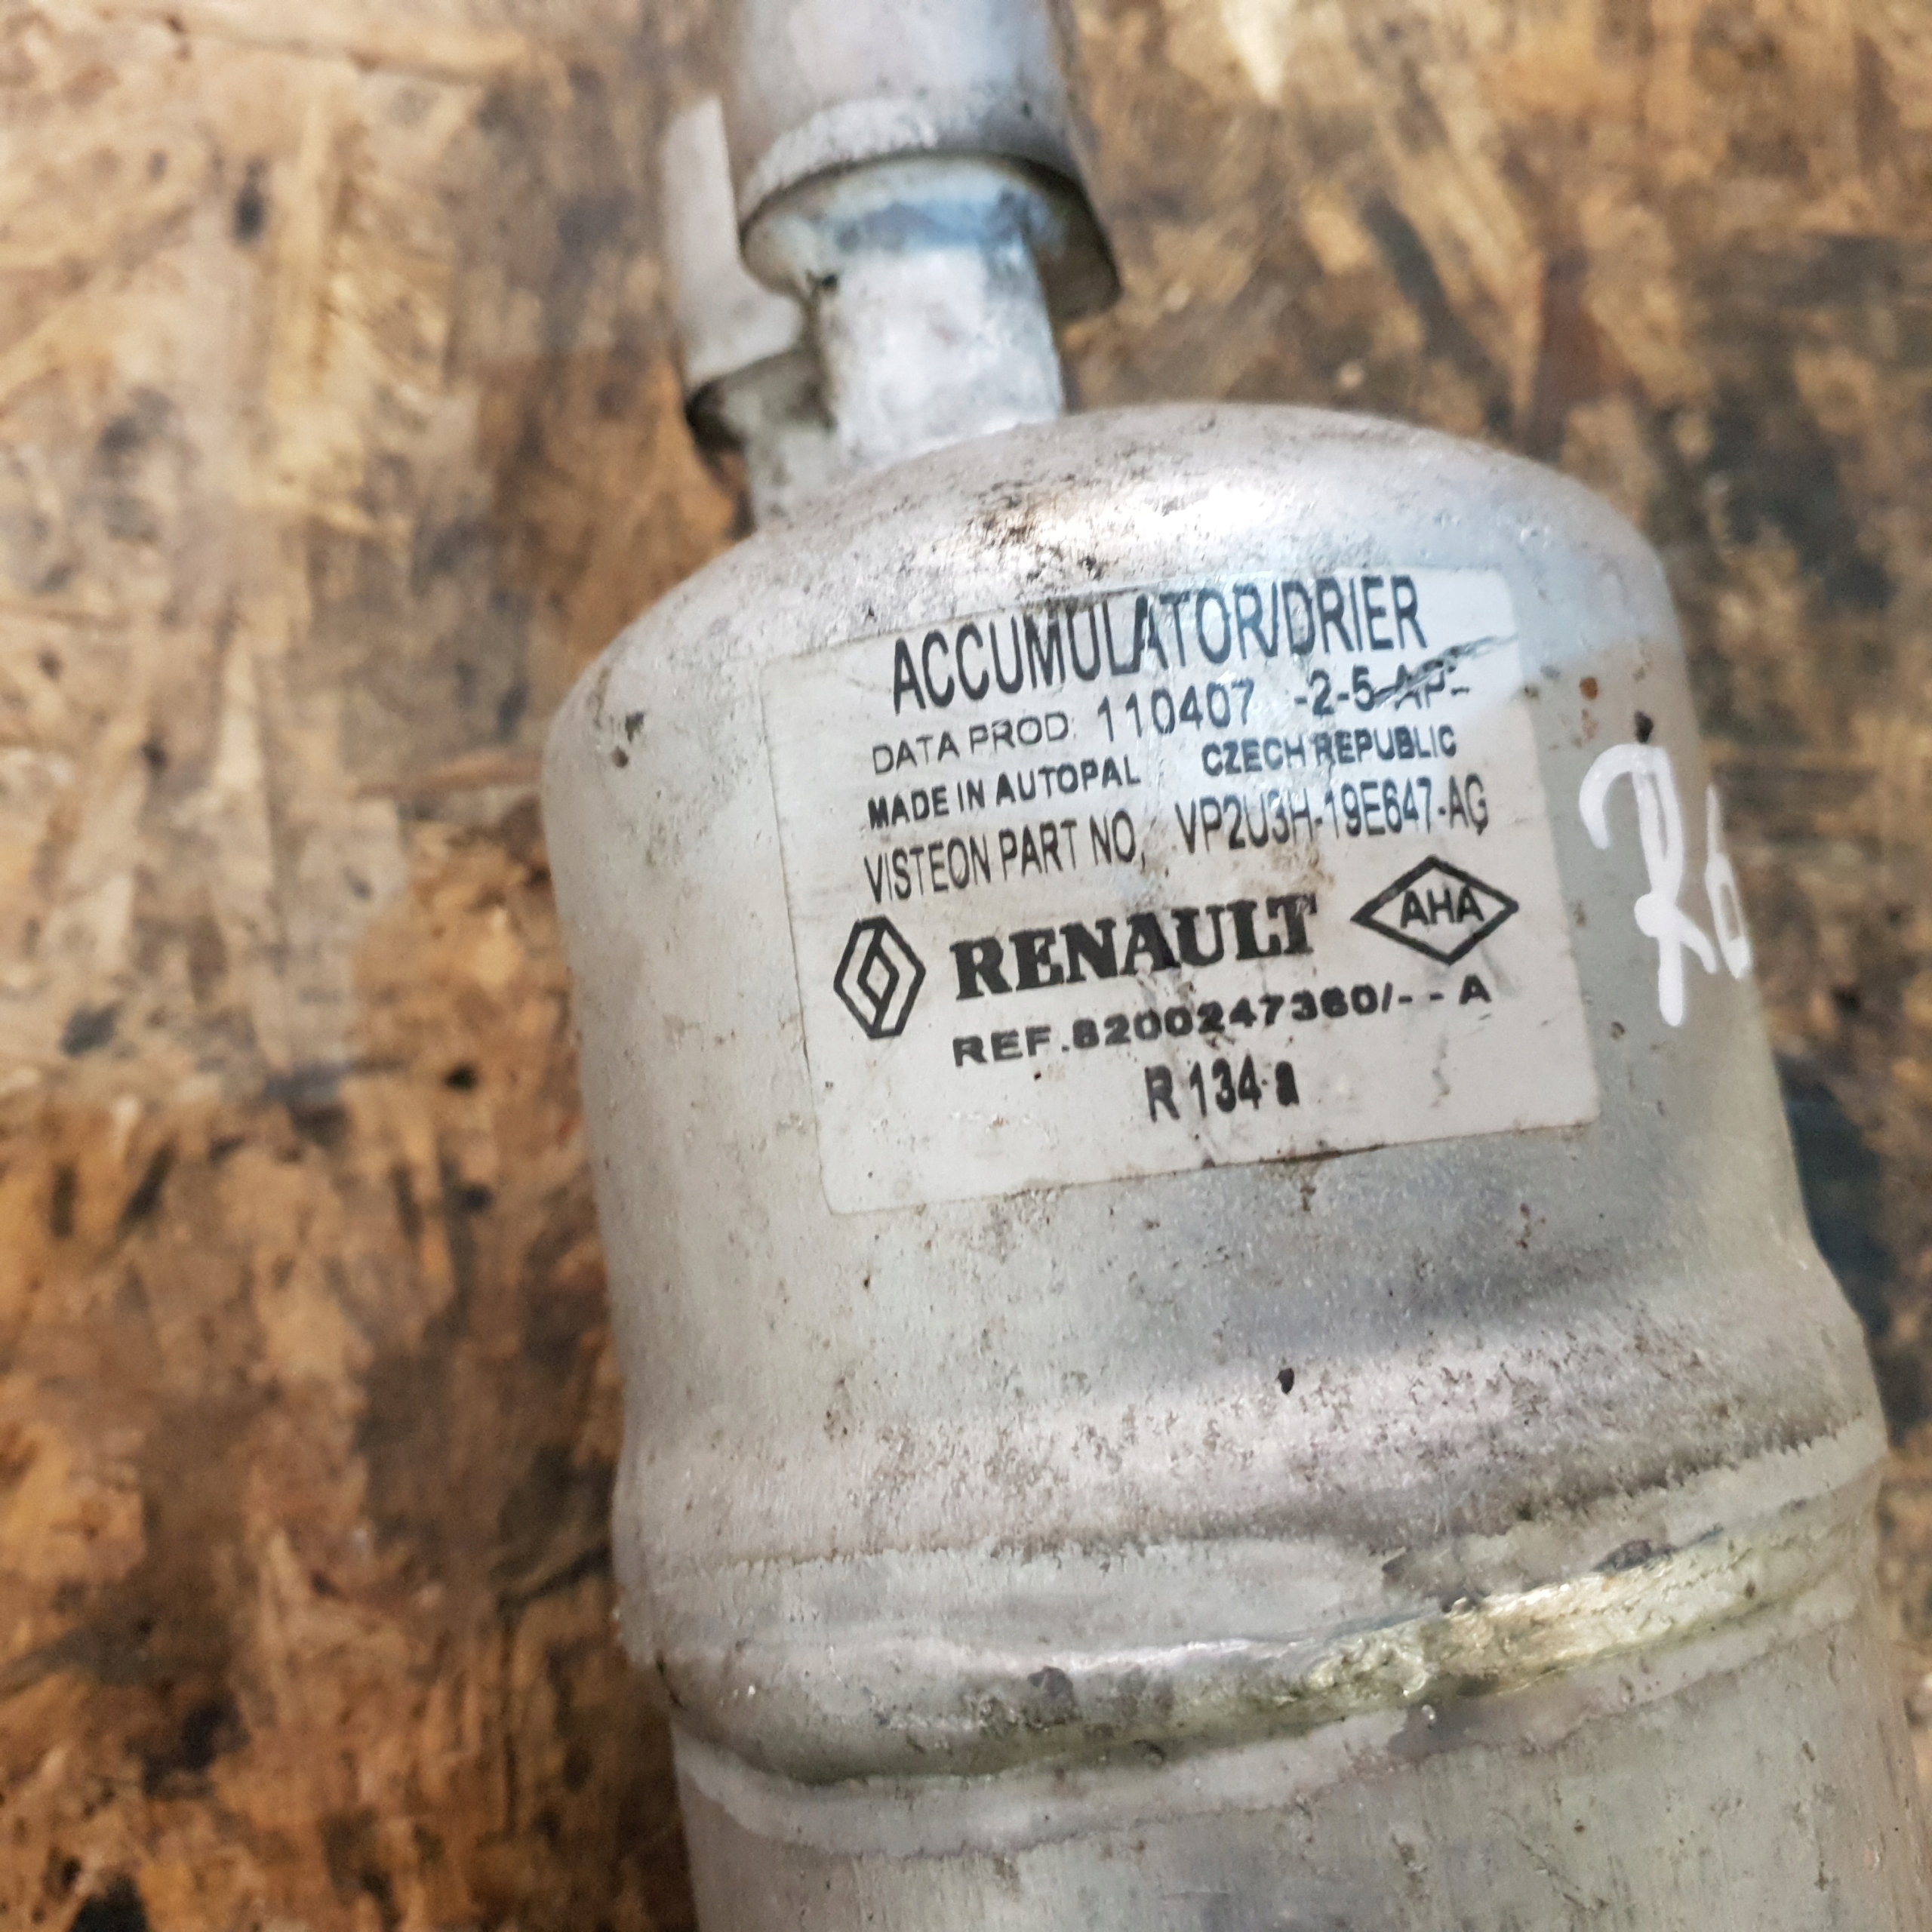 ACCUMULATOR/DRIER
DATA PROD: 110407 -2-5-AP-
MADE IN AUTOPAL CZECH REPUBLIC
VISTEON PART NO, VP2U3H-19E647-AG
RENAULT AHA
REF.8200247360/- - A
R 134 a